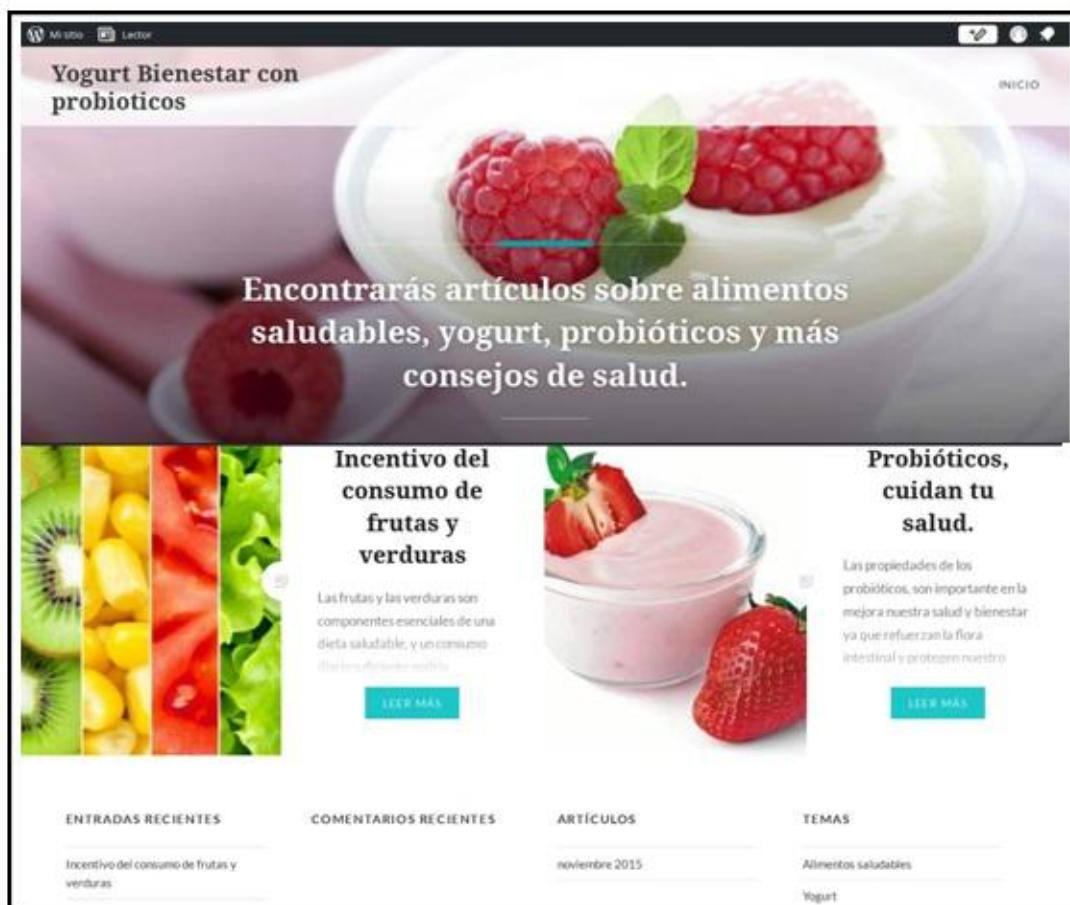 Mi sitio Lector
Yogurt Bienestar con
probioticos
INICIO
Encontrarás artículos sobre alimentos
saludables, yogurt, probióticos y más
consejos de salud.
Incentivo del
consumo de
frutas y
verduras
Las frutas y las verduras son
componentes esenciales de una
dieta saludable, y un consumo
LEER MÁS
Probióticos,
cuidan tu
salud.
Las propiedades de los
probióticos, son importante en la
mejora nuestra salud y bienestar
ya que refuerzan la flora
intestinal y protegen nuestro
LEER MÁS
ENTRADAS RECIENTES
Incentivo del consumo de frutas y
verduras
COMENTARIOS RECIENTES
ARTÍCULOS
noviembre 2015
TEMAS
Alimentos saludables
Yogurt